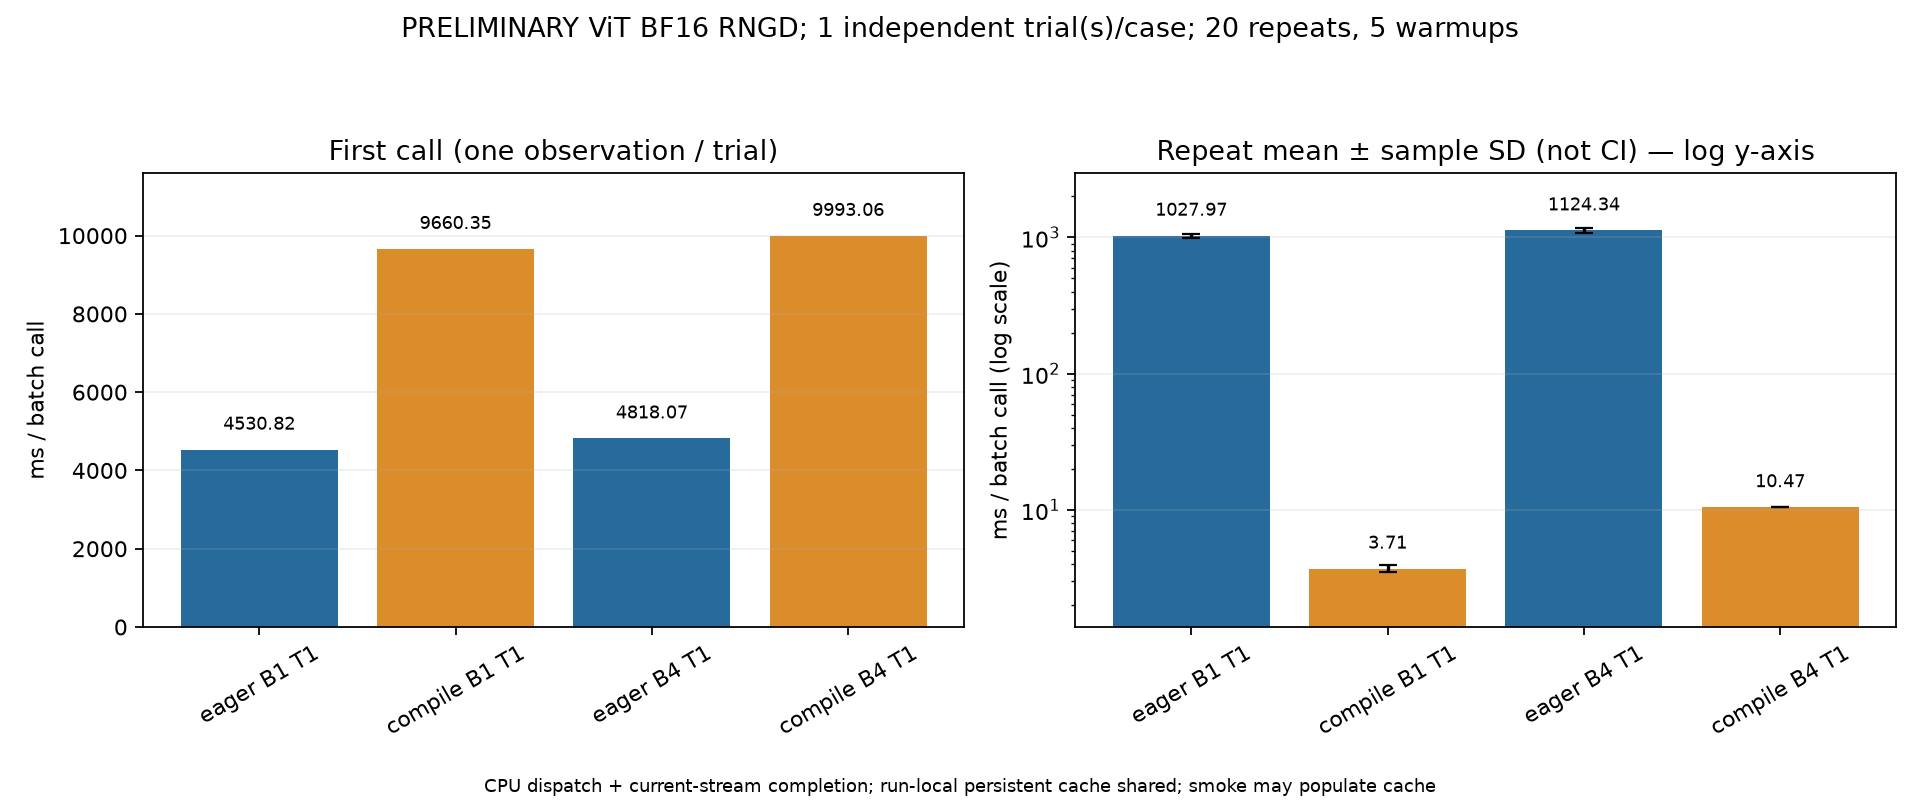 PRELIMINARY ViT BF16 RNGD; 1 independent trial(s)/case; 20 repeats, 5 warmups
First call (one observation / trial)
ms / batch call
10000
8000
6000
4000
2000
0
4530.82
9660.35
4818.07
9993.06
eager B1 T1
compile B1 T1
eager B4 T1
compile B4 T1
Repeat mean ± sample SD (not CI) — log y-axis
ms / batch call (log scale)
10³
10²
10¹
1027.97
3.71
1124.34
10.47
eager B1 T1
compile B1 T1
eager B4 T1
compile B4 T1
CPU dispatch + current-stream completion; run-local persistent cache shared; smoke may populate cache